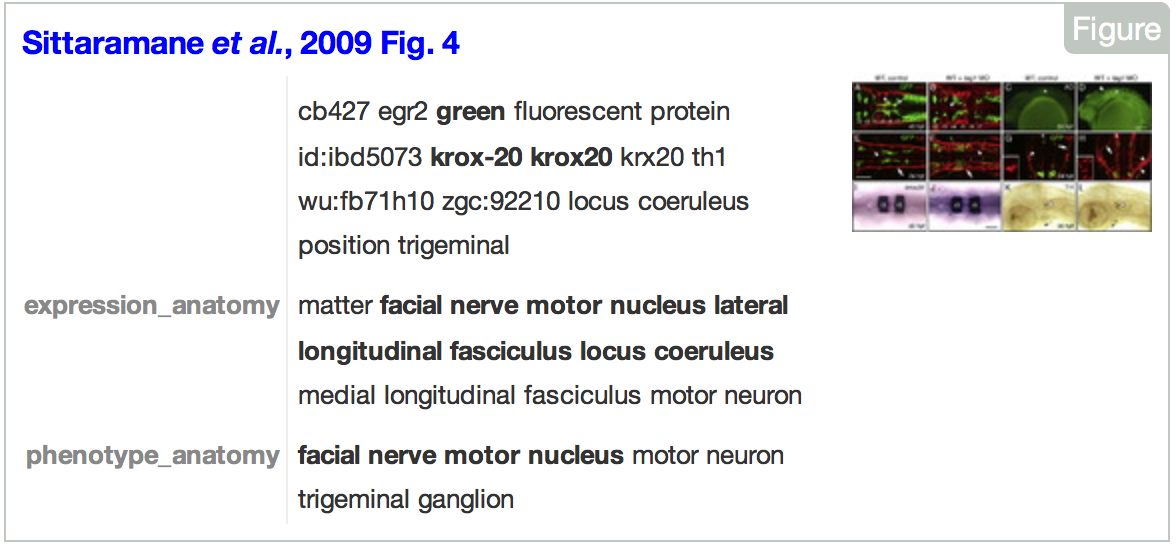 Figure
Sittaramane et al., 2009 Fig. 4
cb427 egr2 green fluorescent protein
id:ibd5073 krox-20 krox20 krx20 th1
wu:fb71h10 zgc:92210 locus coeruleus
position trigeminal
expression_anatomy matter facial nerve motor nucleus lateral
longitudinal fasciculus locus coeruleus
medial longitudinal fasciculus motor neuron
phenotype_anatomy facial nerve motor nucleus motor neuron
trigeminal ganglion